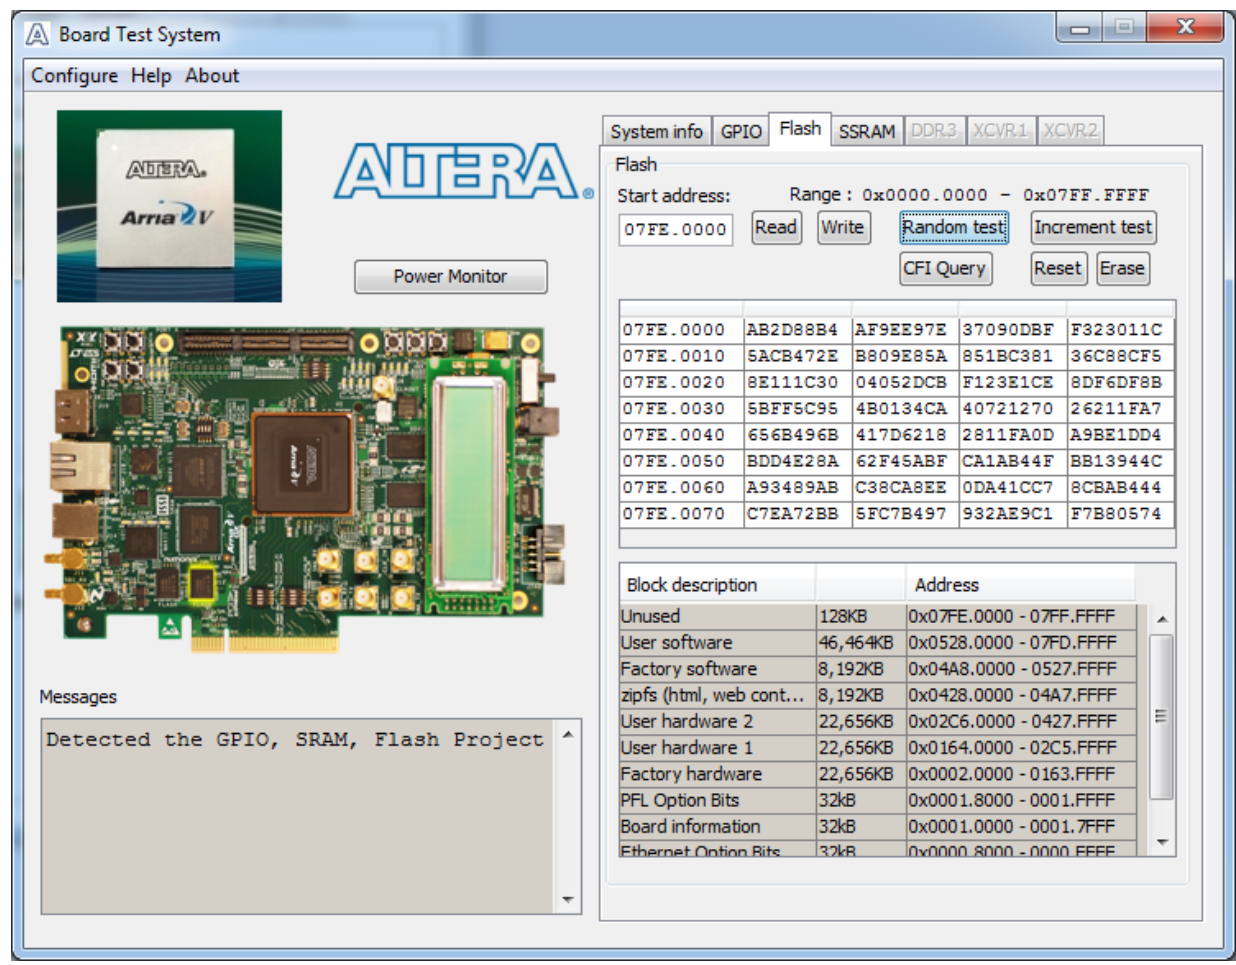 Board Test System
Configure Help About
ALTERA®
Arria V
ALTERA®
Power Monitor
Messages
Detected the GPIO, SRAM, Flash Project
System info GPIO Flash SSRAM DDR3 XCVR1 XCVR2
Flash
Start address: Range : 0x0000.0000 - 0x07FF.FFFF
07FE.0000 Read Write Random test Increment test
CFI Query Reset Erase
07FE.0000 AB2D88B4 AF9EE97E 37090DBF F323011C
07FE.0010 5ACB472E B809E85A 851BC381 36C88CF5
07FE.0020 8E111C30 04052DCB F123E1CE 8DF6DF8B
07FE.0030 5BFF5C95 4B0134CA 40721270 26211FA7
07FE.0040 656B496B 417D6218 2811FA0D A9BE1DD4
07FE.0050 BDD4E28A 62F45ABF CA1AB44F BB13944C
07FE.0060 A93489AB C38CA8EE 0DA41CC7 8CBAB444
07FE.0070 C7EA72BB 5FC7B497 932AE9C1 F7B80574
Block description Address
Unused 128KB 0x07FE.0000 - 07FF.FFFF
User software 46,464KB 0x0528.0000 - 07FD.FFFF
Factory software 8,192KB 0x04A8.0000 - 0527.FFFF
zipfs (html, web cont... 8,192KB 0x0428.0000 - 04A7.FFFF
User hardware 2 22,656KB 0x02C6.0000 - 0427.FFFF
User hardware 1 22,656KB 0x0164.0000 - 02C5.FFFF
Factory hardware 22,656KB 0x0002.0000 - 0163.FFFF
PFL Option Bits 32kB 0x0001.8000 - 0001.FFFF
Board information 32kB 0x0001.0000 - 0001.7FFF
Ethernet Option Bits 32kB 0x0000.8000 - 0000.FFFF